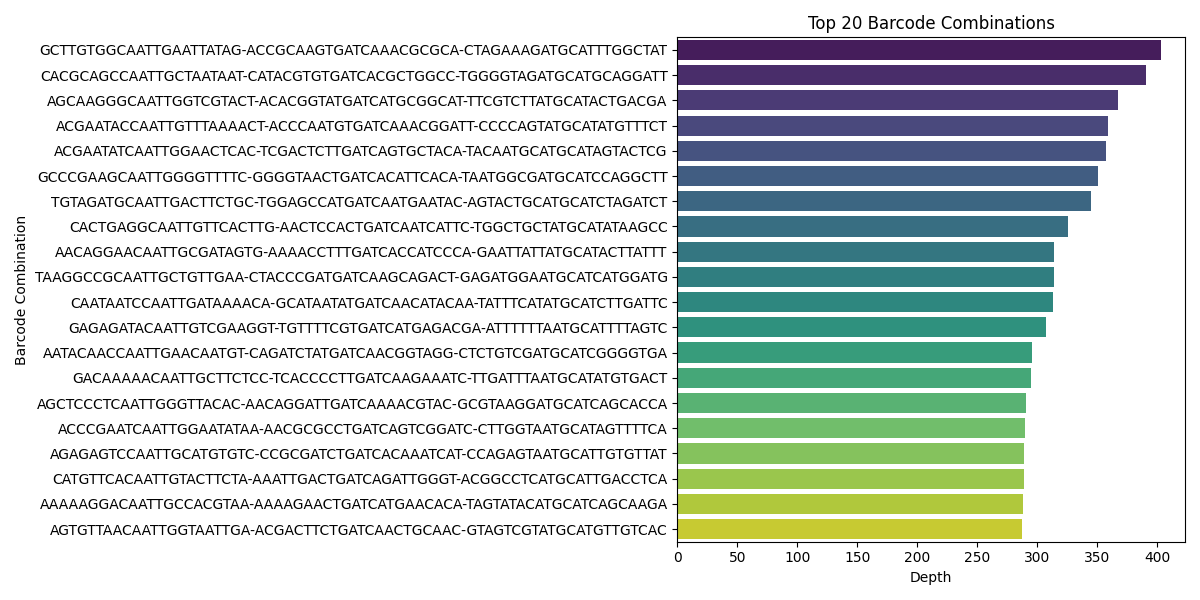 Top 20 Barcode Combinations
GCTTGTGGCAATTGAATTATAG-ACCGCAAGTGATCAAACGCGCA-CTAGAAAGATGCATTTGGCTAT
CACGCAGCCAATTGCTAATAAT-CATACGTGTGATCACGCTGGCC-TGGGGTAGATGCATGCAGGATT
AGCAAGGGCAATTGGTCGTACT-ACACGGTATGATCATGCGGCAT-TTCGTCTTATGCATACTGACGA
ACGAATACCAATTGTTTAAAACT-ACCCAATGTGATCAAACGGATT-CCCCAGTATGCATATGTTTCT
ACGAATATCAATTGGAACTCAC-TCGACTCTTGATCAGTGCTACA-TACAATGCATGCATAGTACTCG
GCCCGAAGCAATTGGGGTTTTC-GGGGTAACTGATCACATTCACA-TAATGGCGATGCATCCAGGCTT
TGTAGATGCAATTGACTTCTGC-TGGAGCCATGATCAATGAATAC-AGTACTGCATGCATCTAGATCT
CACTGAGGCAATTGTTCACTTG-AACTCCACTGATCAATCATTC-TGGCTGCTATGCATATAAGCC
AACAGGAACAATTGCGATAGTG-AAAACCTTTGATCACCATCCCA-GAATTATTATGCATACTTATTT
TAAGGCCGCAATTGCTGTTGAA-CTACCCGATGATCAAGCAGACT-GAGATGGAATGCATCATGGATG
CAATAATCCAATTGATAAAACA-GCATAATATGATCAACATACAA-TATTTCATATGCATCTTGATTC
GAGAGATACAATTGTCGAAGGT-TGTTTTCGTGATCATGAGACGA-ATTTTTTAATGCATTTTAGTC
AATACAACCAATTGAACAATGT-CAGATCTATGATCAACGGTAGG-CTCTGTCGATGCATCGGGGTGA
GACAAAAACAATTGCTTCTCC-TCACCCCTTGATCAAGAAATC-TTGATTTAATGCATATGTGACT
AGCTCCCTCAATTGGGTTACAC-AACAGGATTGATCAAAACGTAC-GCGTAAGGATGCATCAGCACCA
ACCCGAATCAATTGGAATATAA-AACGCGCCTGATCAGTCGGATC-CTTGGTAATGCATAGTTTTCA
AGAGAGTCCAATTGCATGTGTC-CCGCGATCTGATCACAAATCAT-CCAGAGTAATGCATTGTGTTAT
CATGTTCACAATTGTACTTCTA-AAATTGACTGATCAGATTGGGT-ACGGCCTCATGCATTGACCTCA
AAAAAGGACAATTGCCACGTAA-AAAAGAACTGATCATGAACACA-TAGTATACATGCATCAGCAAGA
AGTGTTAACAATTGGTAATTGA-ACGACTTCTGATCAACTGCAAC-GTAGTCGTATGCATGTTGTCAC
Barcode Combination
0 50 100 150 200 250 300 350 400
Depth